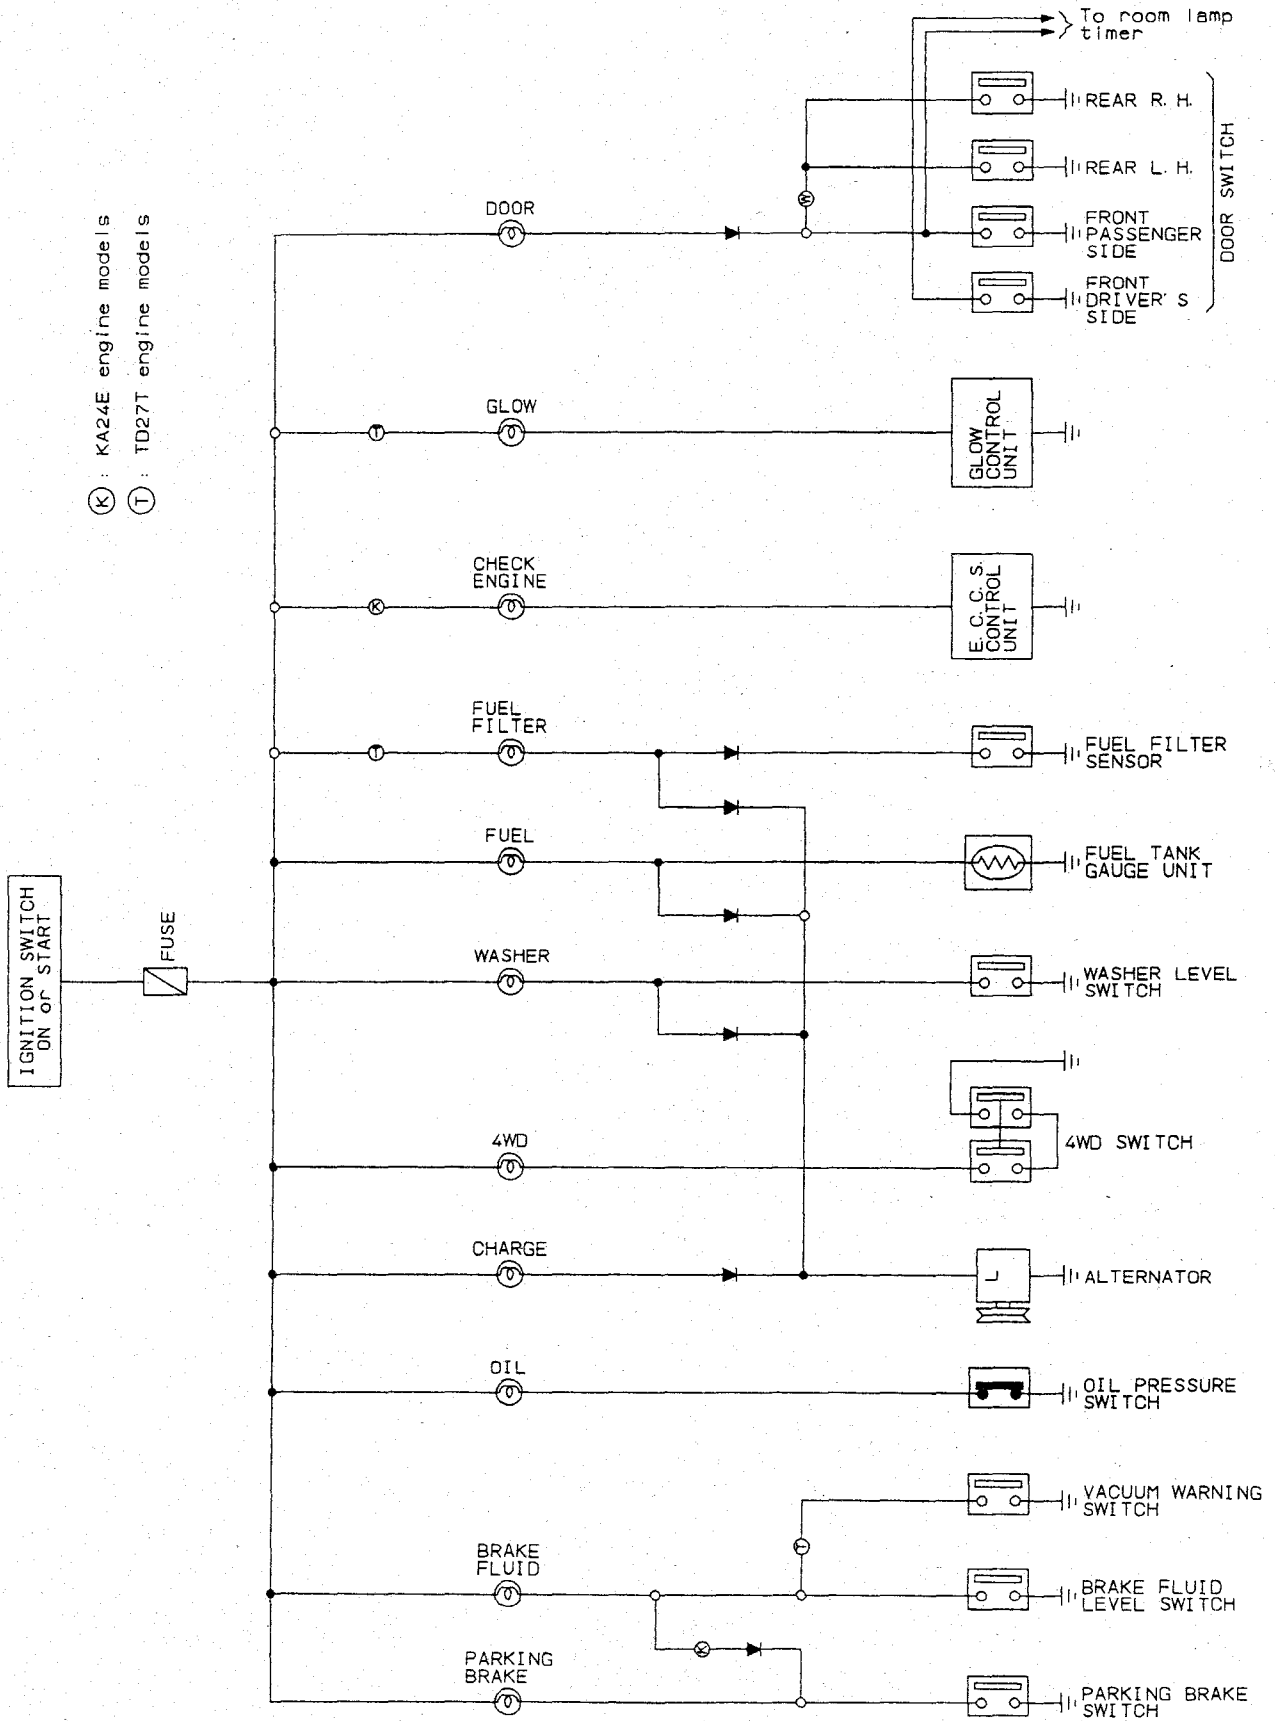 To room lamp
timer
REAR R. H.
REAR L. H.
FRONT
PASSENGER
SIDE
FRONT
DRIVER'S
SIDE
DOOR SWITCH
W
DOOR
K : KA24E engine models
T : TD27T engine models
GLOW
T
GLOW
CONTROL
UNIT
CHECK
ENGINE
K
E. C. C. S.
CONTROL
UNIT
FUEL
FILTER
T
FUEL FILTER
SENSOR
FUEL
FUEL TANK
GAUGE UNIT
IGNITION SWITCH
ON or START
FUSE
WASHER
WASHER LEVEL
SWITCH
4WD
4WD SWITCH
CHARGE
L
ALTERNATOR
OIL
OIL PRESSURE
SWITCH
VACUUM WARNING
SWITCH
T
BRAKE
FLUID
BRAKE FLUID
LEVEL SWITCH
K
PARKING
BRAKE
PARKING BRAKE
SWITCH